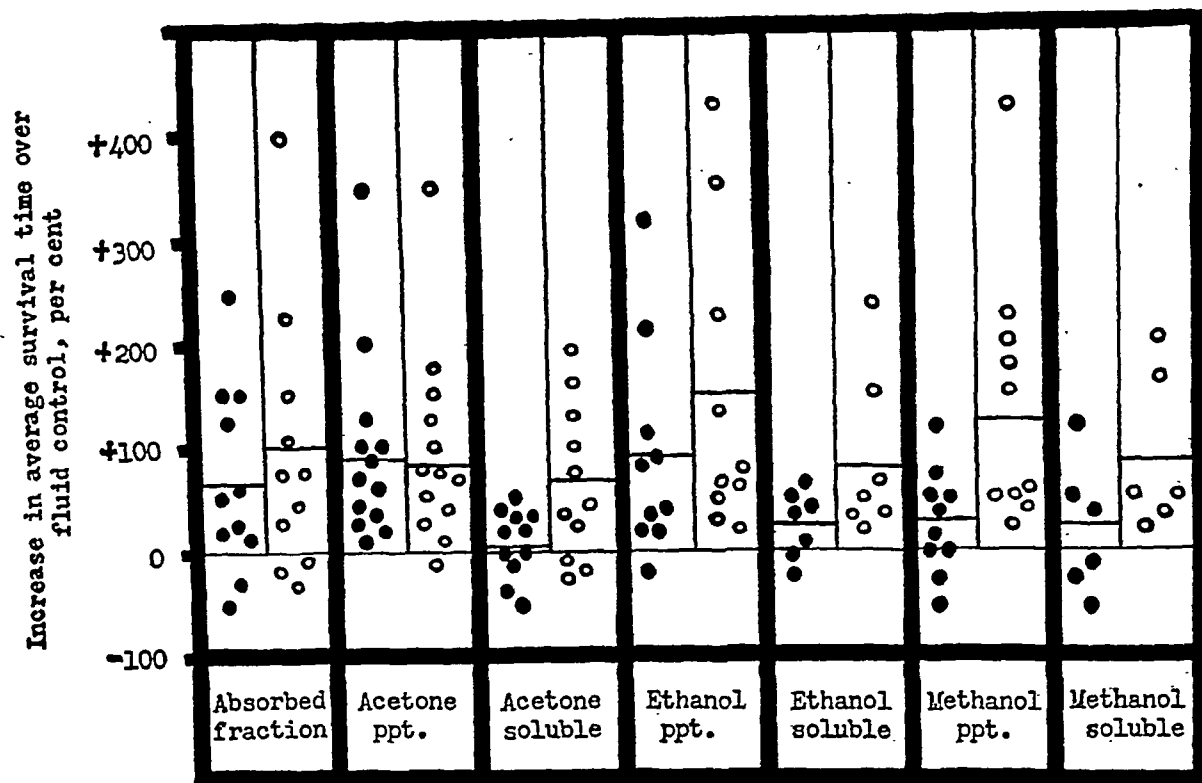 Increase in average survival time over
fluid control, per cent
+400
+300
+200
+100
0
-100
Absorbed
fraction
Acetone
ppt.
Acetone
soluble
Ethanol
ppt.
Ethanol
soluble
Methanol
ppt.
Methanol
soluble